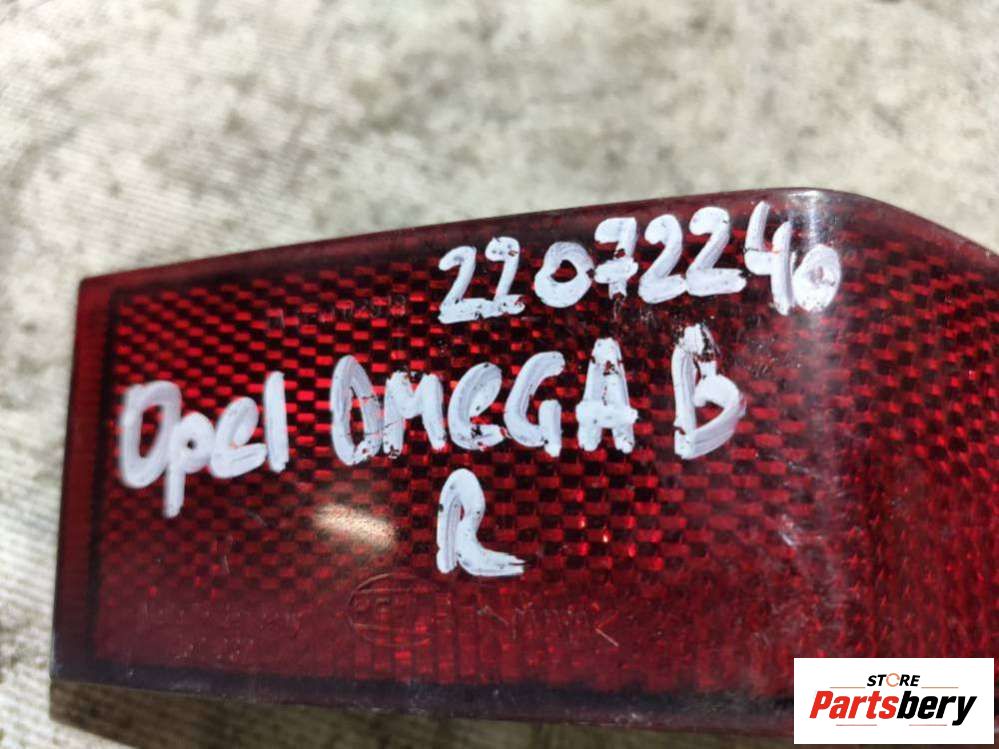 22072240
Opel OMEGA B
R
STORE
Partsbery